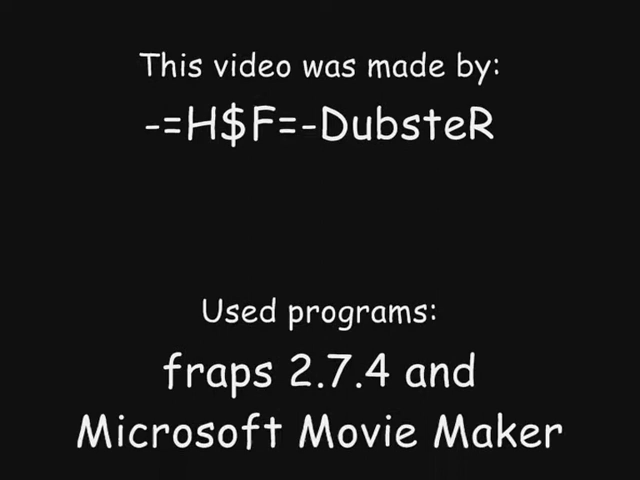 This video was made by:
-=H$F=-DubsteR
Used programs:
fraps 2.7.4 and
Microsoft Movie Maker